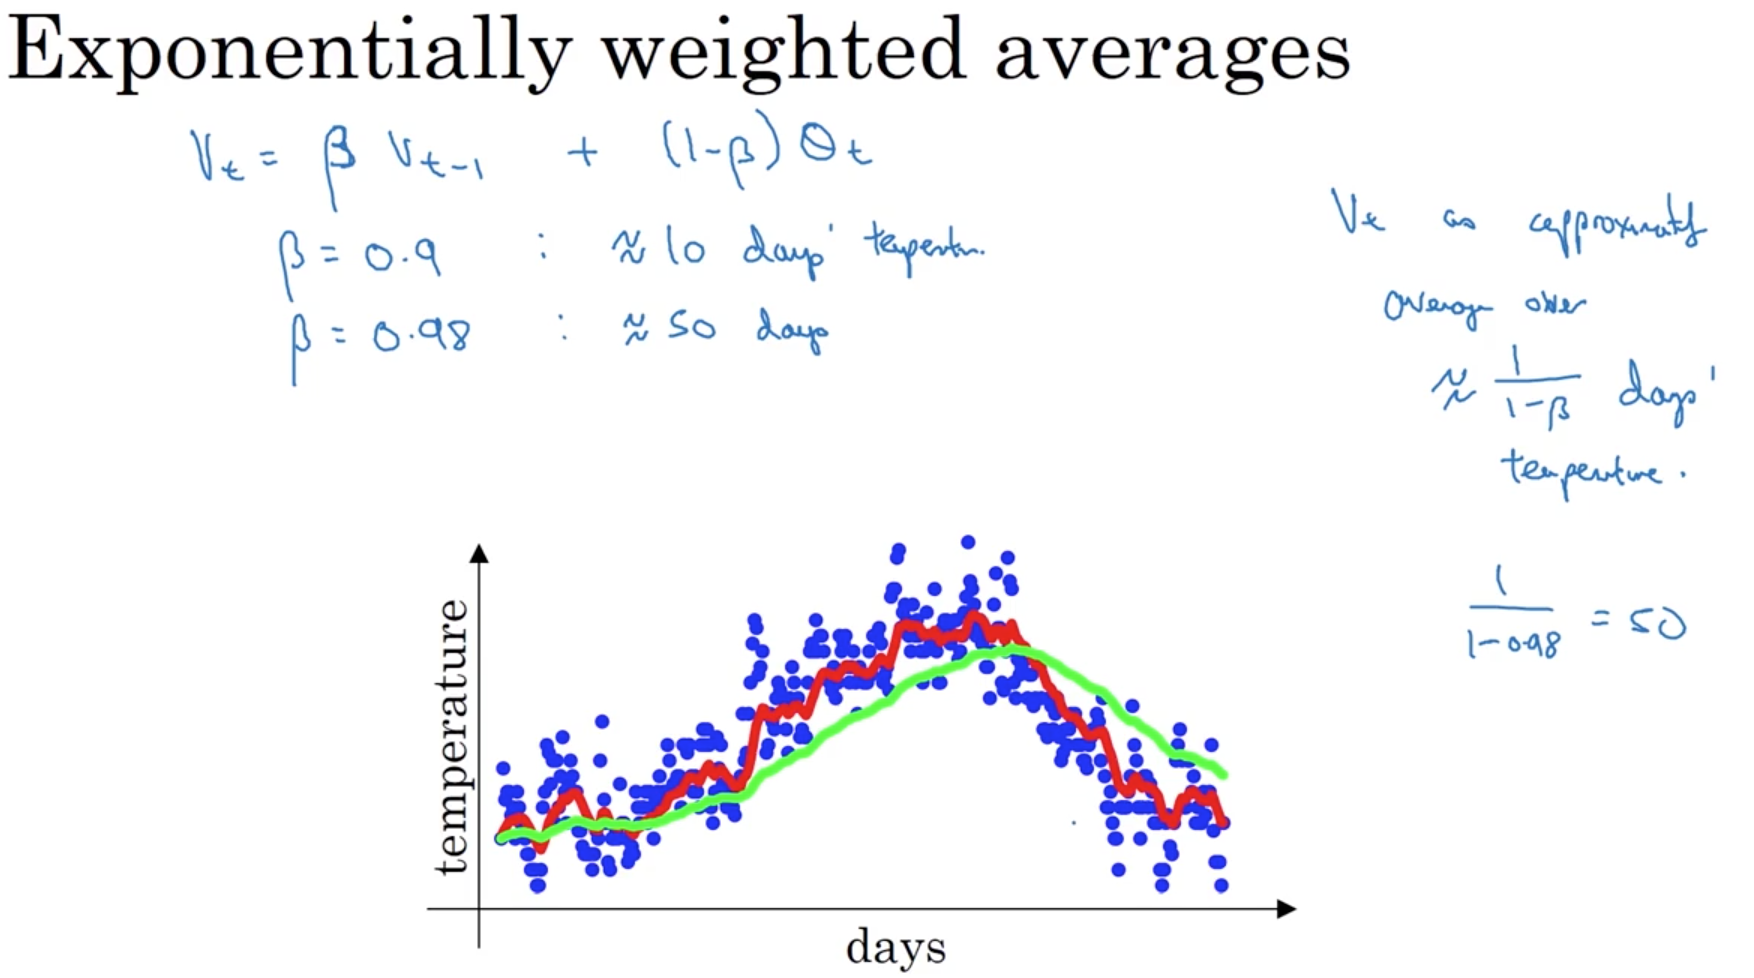 Exponentially weighted averages
Vt = β Vt-1 + (1-β) θt
β = 0.9 : ≈ 10 days' temperatur.
β = 0.98 : ≈ 50 days
Vt as approximately
average over
≈ 1/(1-β) days'
temperature.
1/(1-0.98) = 50
temperature
days